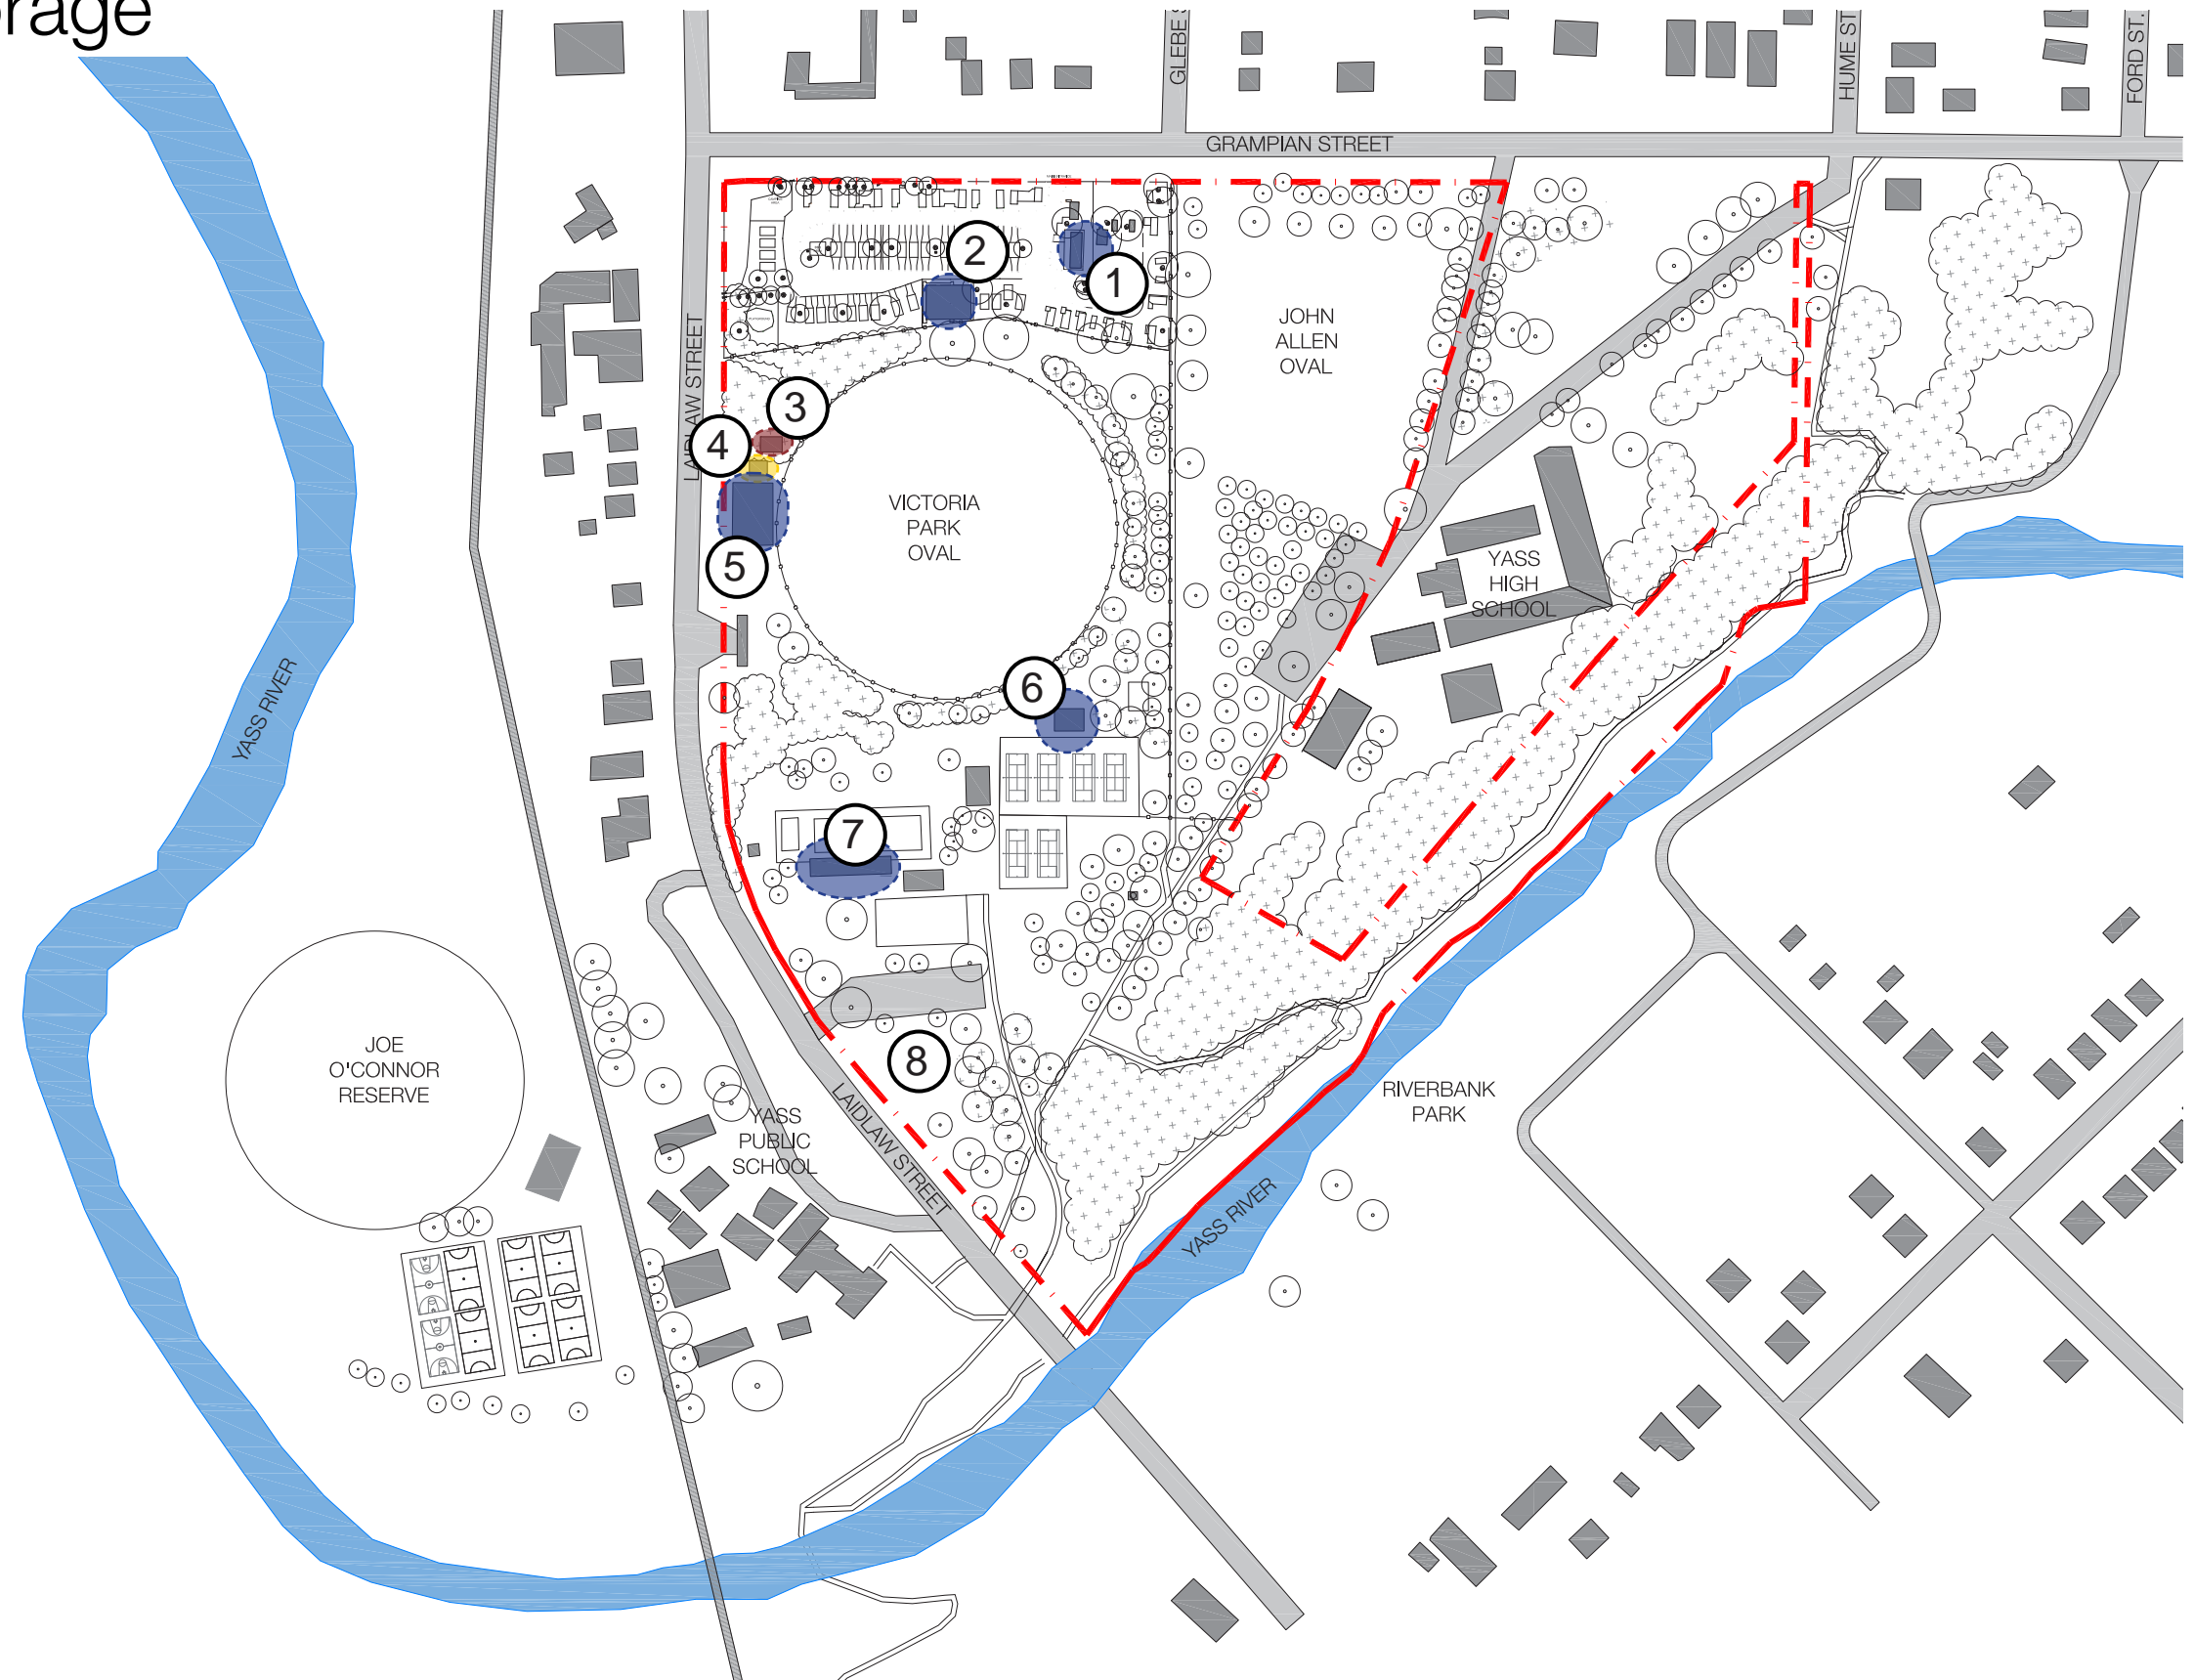 orage
GLEBE S
HUME ST
FORD ST.
GRAMPIAN STREET
2
1
JOHN
ALLEN
OVAL
LAIDLAW STREET
3
4
VICTORIA
PARK
OVAL
5
YASS
HIGH
SCHOOL
YASS RIVER
6
7
JOE
O'CONNOR
RESERVE
8
RIVERBANK
PARK
YASS
PUBLIC
SCHOOL
LAIDLAW STREET
YASS RIVER